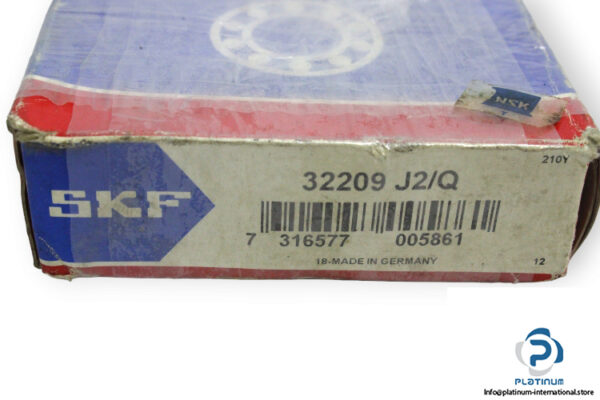 NSK
210Y
32209 J2/Q
SKF
7 316577 005861
18-MADE IN GERMANY
12
PLATINUM
Info@platinum-international.store